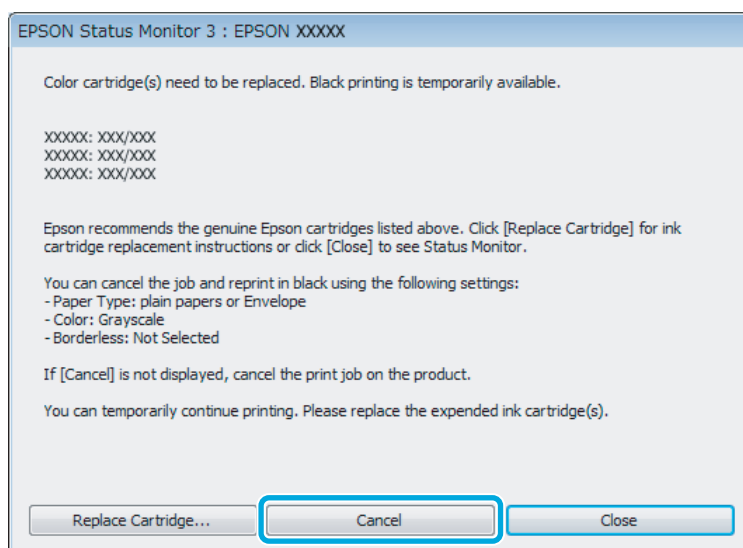 EPSON Status Monitor 3 : EPSON XXXXX
Color cartridge(s) need to be replaced. Black printing is temporarily available.
XXXXX: XXX/XXX
XXXXX: XXX/XXX
XXXXX: XXX/XXX
Epson recommends the genuine Epson cartridges listed above. Click [Replace Cartridge] for ink
cartridge replacement instructions or click [Close] to see Status Monitor.
You can cancel the job and reprint in black using the following settings:
- Paper Type: plain papers or Envelope
- Color: Grayscale
- Borderless: Not Selected
If [Cancel] is not displayed, cancel the print job on the product.
You can temporarily continue printing. Please replace the expended ink cartridge(s).
Replace Cartridge... Cancel Close